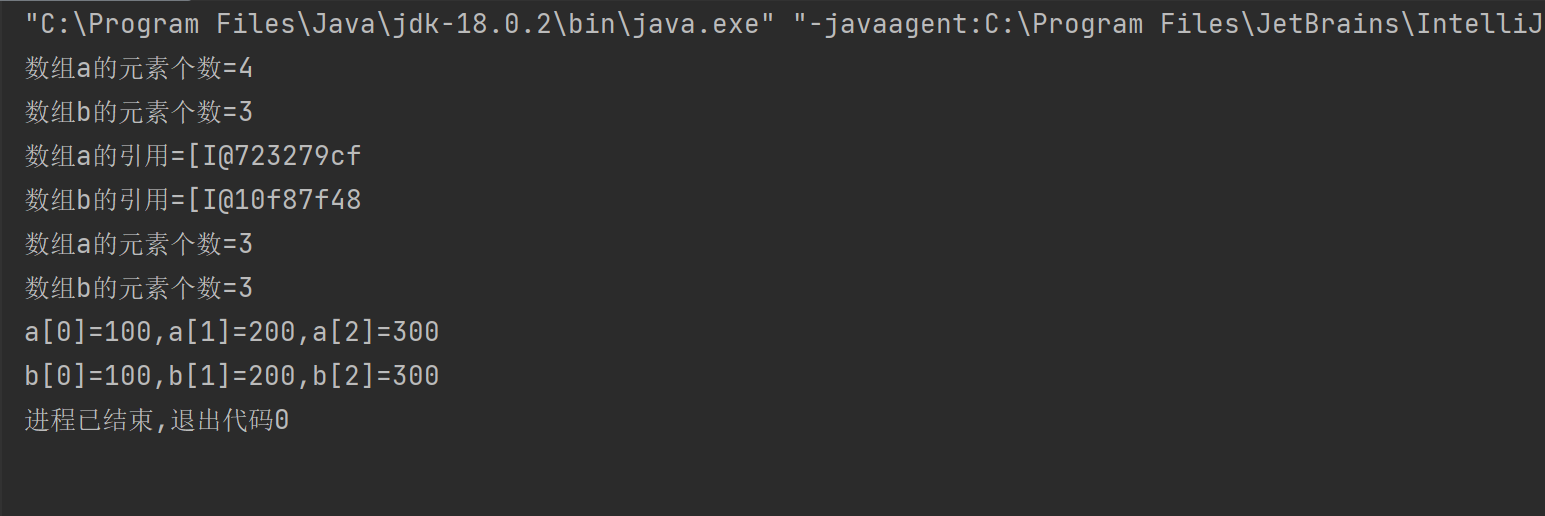 "C:\Program Files\Java\jdk-18.0.2\bin\java.exe" "-javaagent:C:\Program Files\JetBrains\IntelliJ
数组a的元素个数=4
数组b的元素个数=3
数组a的引用=[I@723279cf
数组b的引用=[I@10f87f48
数组a的元素个数=3
数组b的元素个数=3
a[0]=100,a[1]=200,a[2]=300
b[0]=100,b[1]=200,b[2]=300
进程已结束,退出代码0